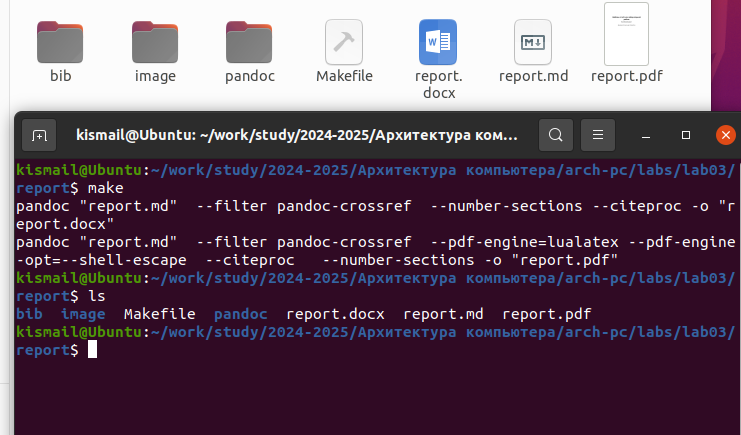 bib
image
pandoc
Makefile
report.
docx
report.md
report.pdf
kismail@Ubuntu: ~/work/study/2024-2025/Архитектура ком...
kismail@Ubuntu:~/work/study/2024-2025/Архитектура компьютера/arch-pc/labs/lab03/
report$ make
pandoc "report.md"  --filter pandoc-crossref  --number-sections --citeproc -o "r
eport.docx"
pandoc "report.md"  --filter pandoc-crossref  --pdf-engine=lualatex --pdf-engine
-opt=--shell-escape  --citeproc   --number-sections -o "report.pdf"
kismail@Ubuntu:~/work/study/2024-2025/Архитектура компьютера/arch-pc/labs/lab03/
report$ ls
bib  image  Makefile  pandoc  report.docx  report.md  report.pdf
kismail@Ubuntu:~/work/study/2024-2025/Архитектура компьютера/arch-pc/labs/lab03/
report$